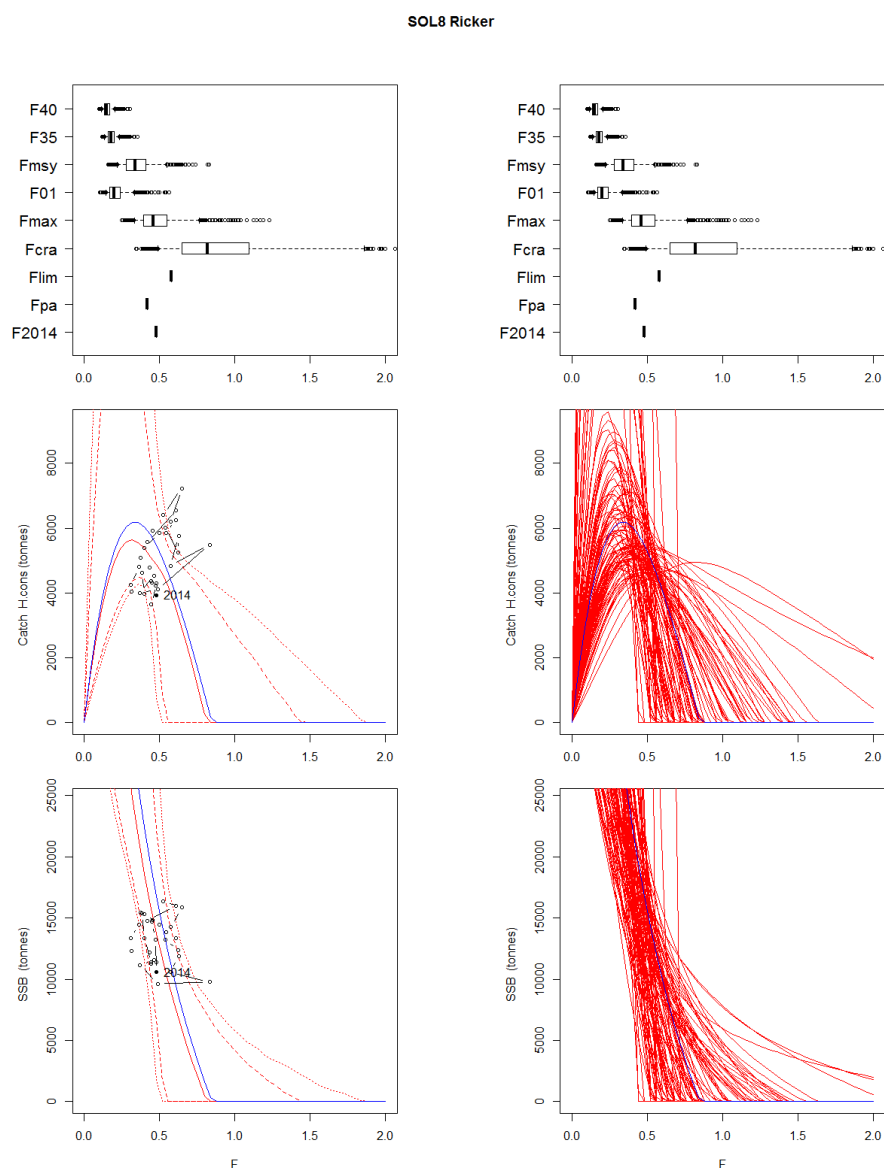 SOL8 Ricker
F40
F35
Fmsy
F01
Fmax
Fcra
Flim
Fpa
F2014
0.0 0.5 1.0 1.5 2.0
F40
F35
Fmsy
F01
Fmax
Fcra
Flim
Fpa
F2014
0.0 0.5 1.0 1.5 2.0
Catch H.cons (tonnes)
8000
6000
4000
2000
0
2014
0.0 0.5 1.0 1.5 2.0
Catch H.cons (tonnes)
8000
6000
4000
2000
0
0.0 0.5 1.0 1.5 2.0
SSB (tonnes)
25000
20000
15000
10000
5000
0
2014
0.0 0.5 1.0 1.5 2.0
F
SSB (tonnes)
25000
20000
15000
10000
5000
0
0.0 0.5 1.0 1.5 2.0
F